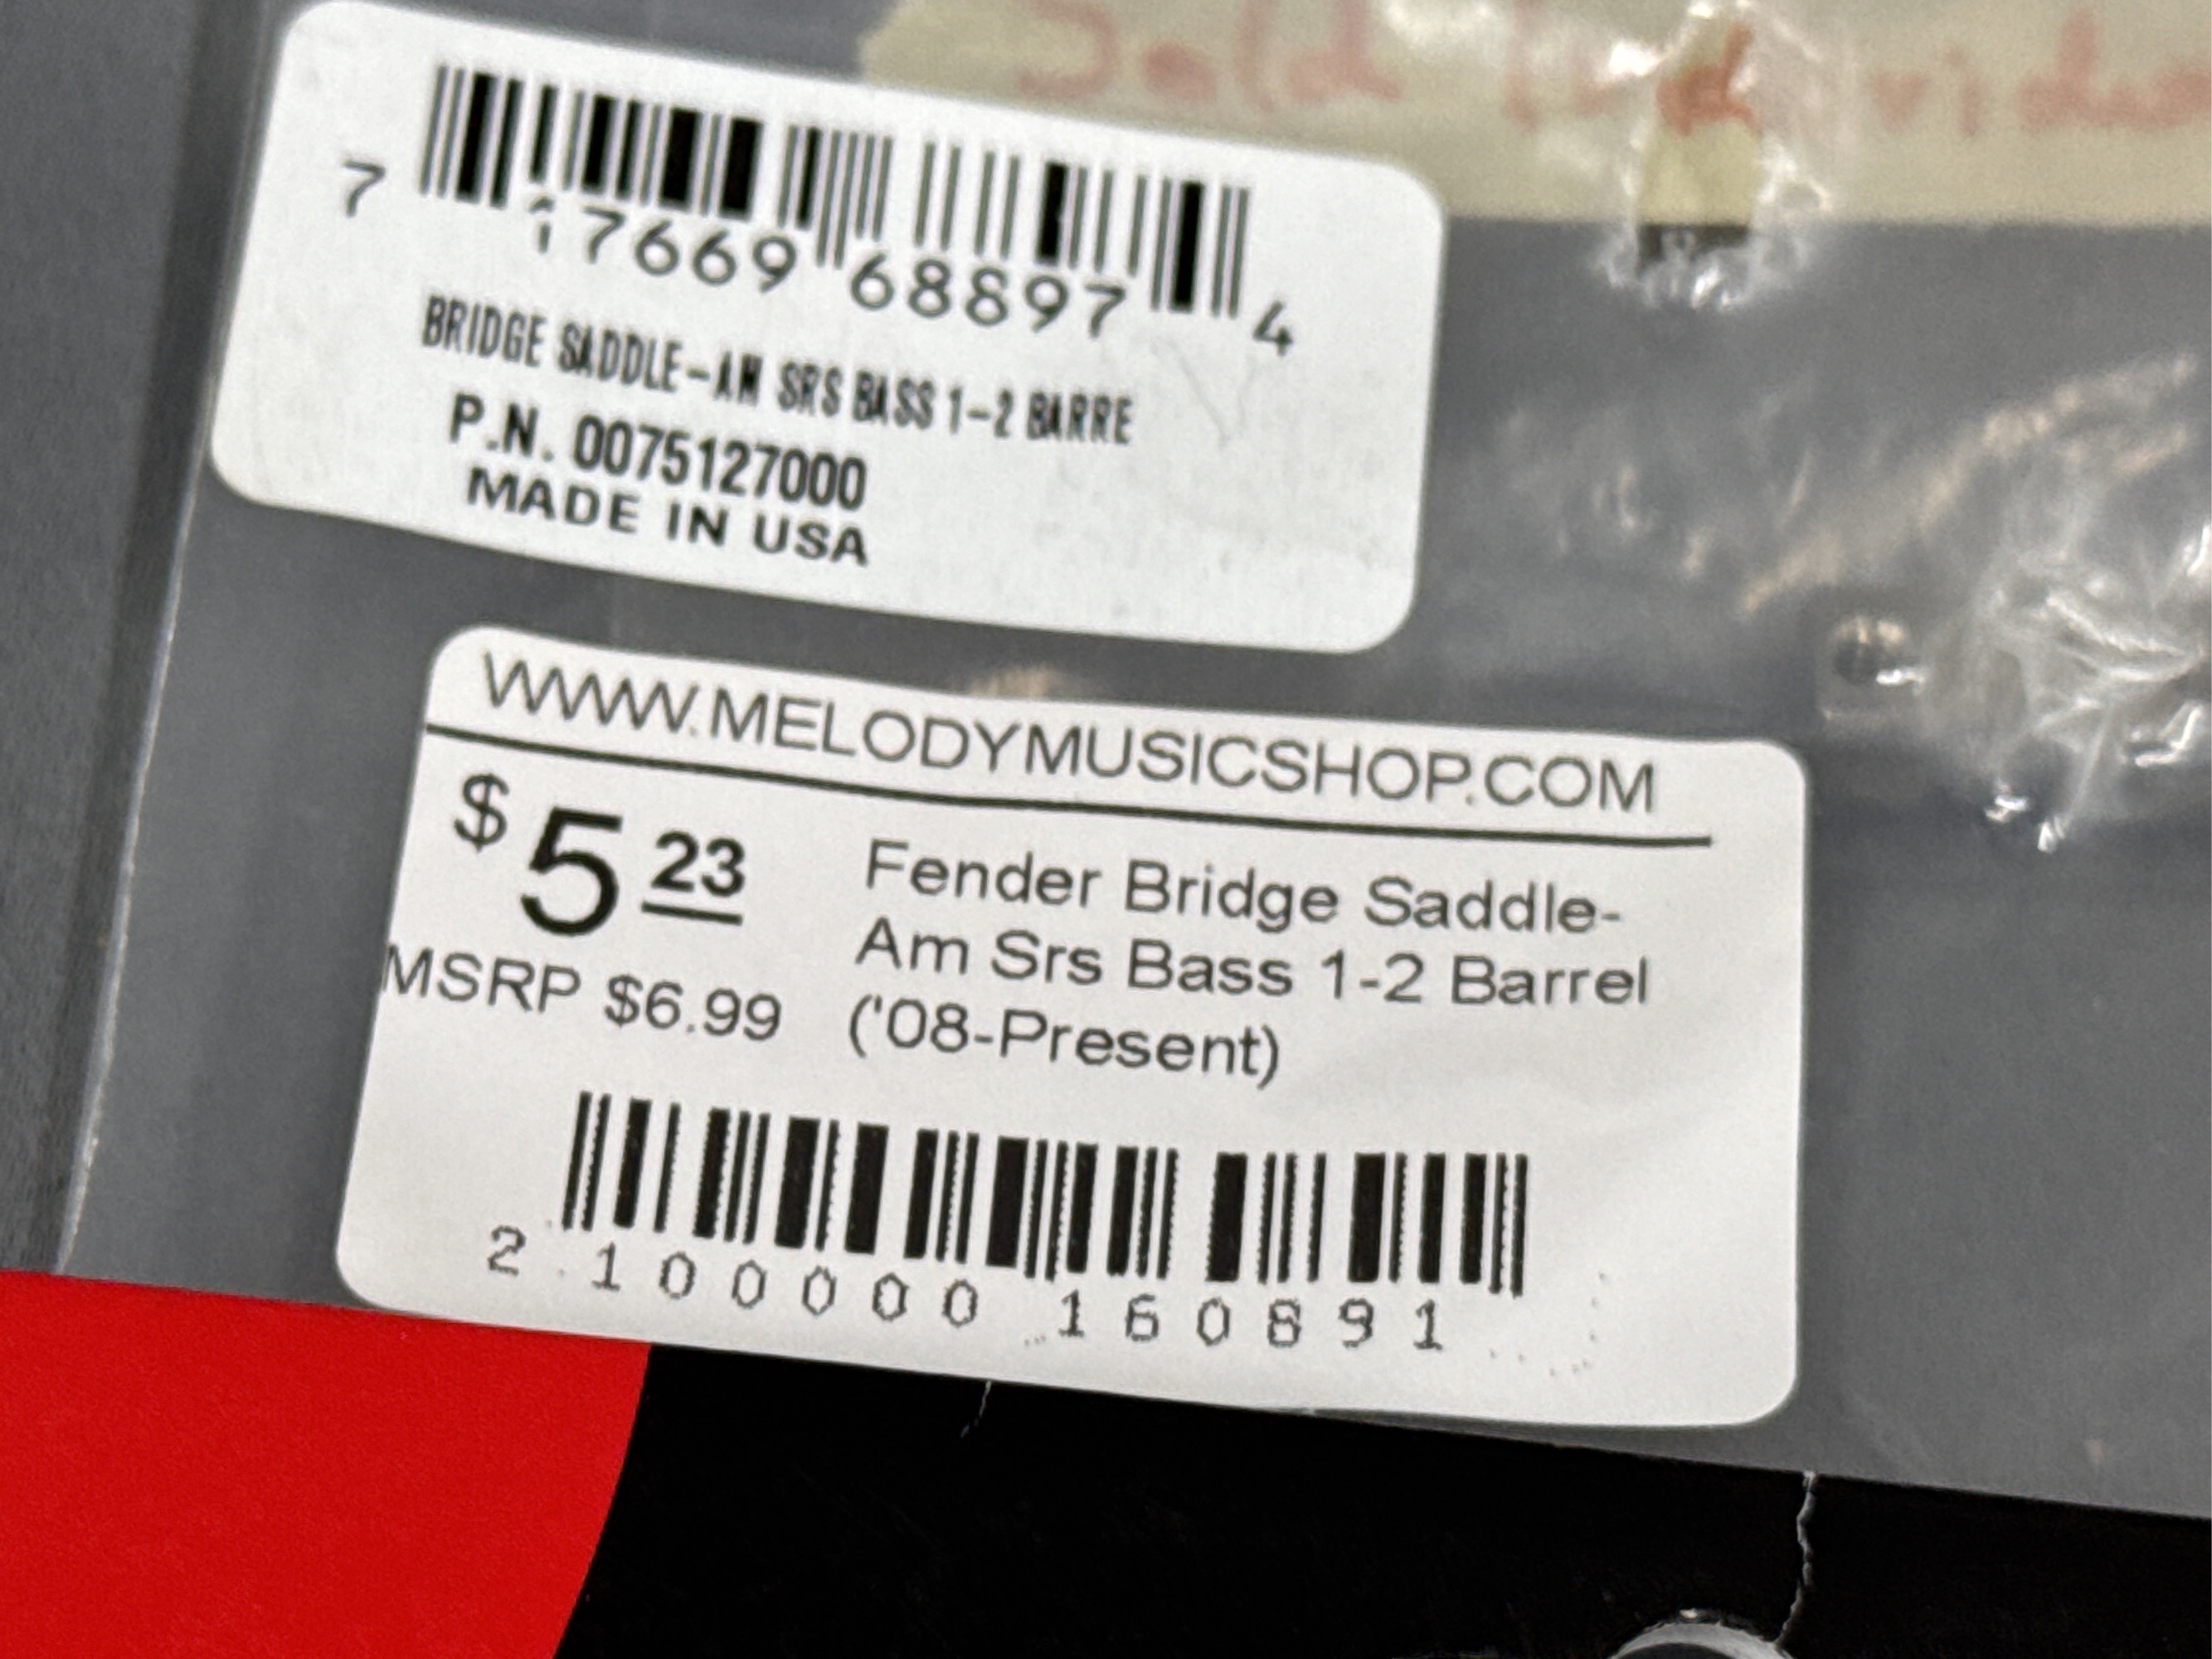 Sold Individua
7 17669 68897 4
BRIDGE SADDLE-AM SRS BASS 1-2 BARRE
P.N. 0075127000
MADE IN USA
WWW.MELODYMUSICSHOP.COM
$5 23
MSRP $6.99
Fender Bridge Saddle-
Am Srs Bass 1-2 Barrel
('08-Present)
2 100000 160891